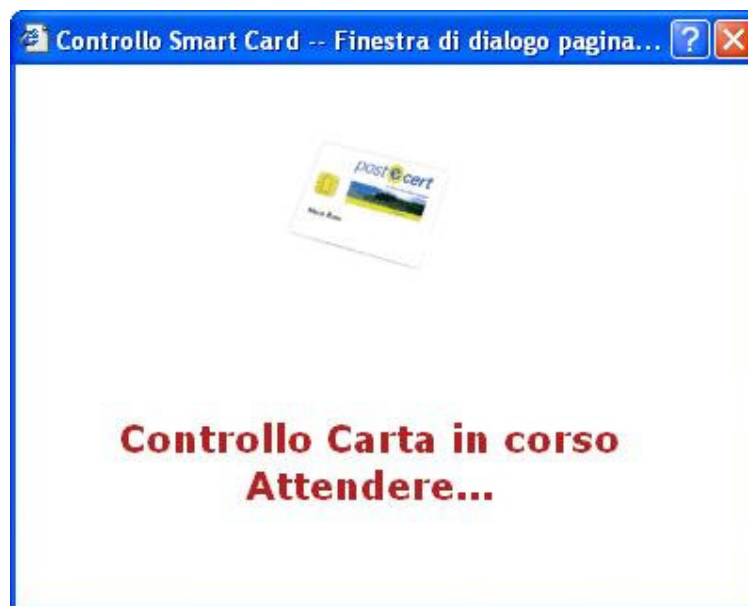 Controllo Smart Card -- Finestra di dialogo pagina...
post e cert
Controllo Carta in corso
Attendere...